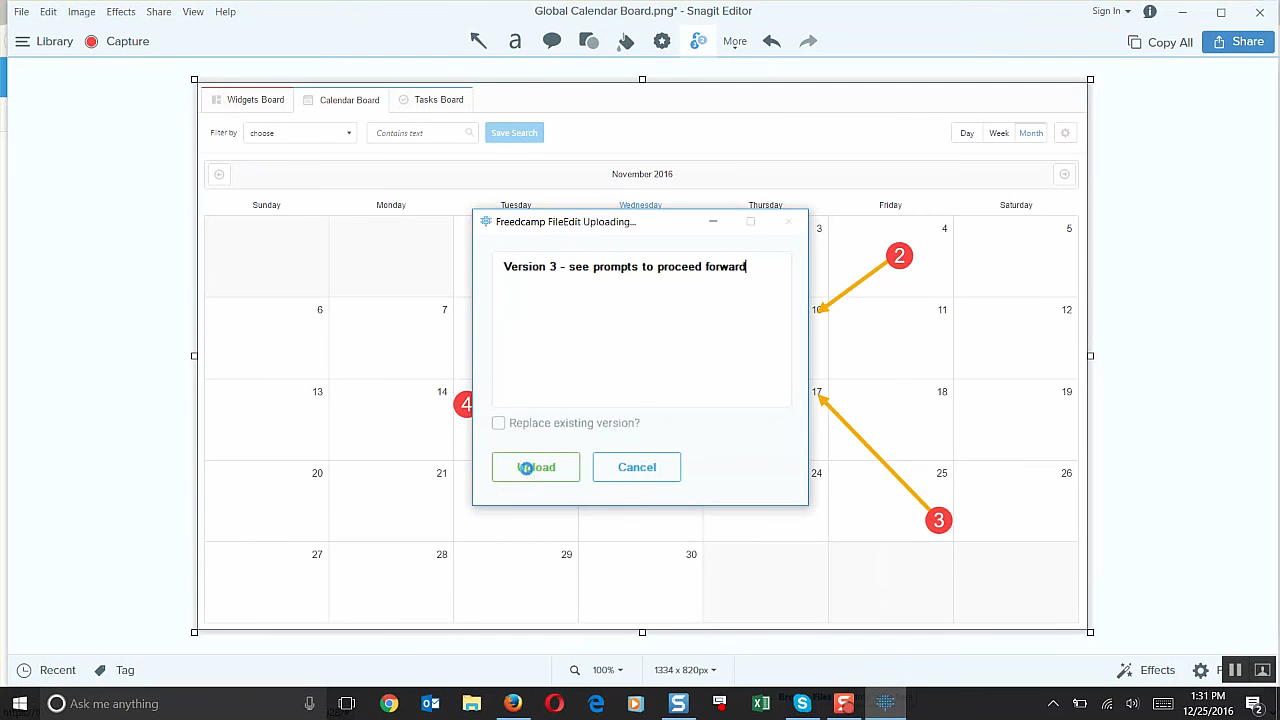 File Edit Image Effects Share View Help
Global Calendar Board.png* - Snagit Editor
Sign In
Library Capture
More
Copy All Share
Widgets Board Calendar Board Tasks Board
Filter by choose Contains text Save Search
Day Week Month
November 2016
Sunday Monday Tuesday Wednesday Thursday Friday Saturday
Freedcamp FileEdit Uploading...
3 4 5
2
Version 3 - see prompts to proceed forward
6 7 10 11 12
13 14 17 18 19
4
Replace existing version?
Upload Cancel
20 21 24 25 26
3
27 28 29 30
Recent Tag
100% 1334 x 820px
Effects
Ask me anything
1:31 PM
12/25/2016
2